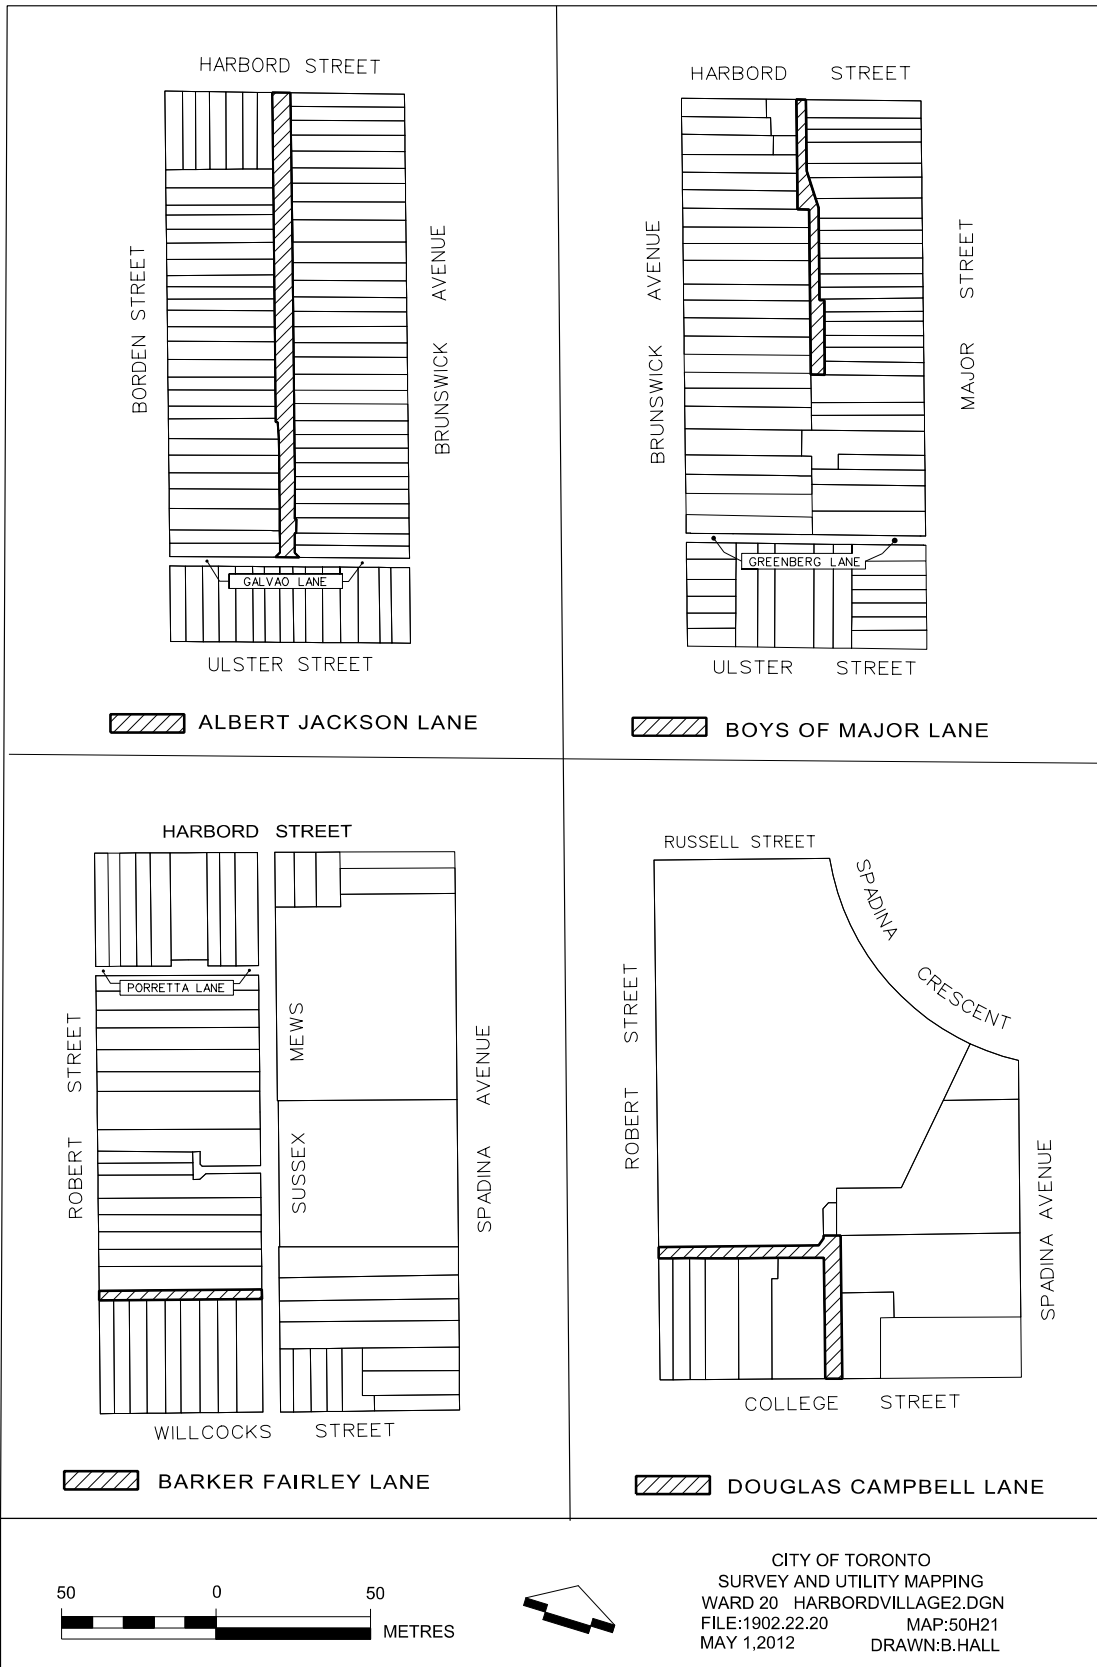 HARBORD STREET
BORDEN STREET
BRUNSWICK AVENUE
GALVAO LANE
ULSTER STREET
ALBERT JACKSON LANE
HARBORD STREET
BRUNSWICK AVENUE
MAJOR STREET
GREENBERG LANE
ULSTER STREET
BOYS OF MAJOR LANE
HARBORD STREET
PORRETTA LANE
ROBERT STREET
SUSSEX MEWS
SPADINA AVENUE
WILLCOCKS STREET
BARKER FAIRLEY LANE
RUSSELL STREET
SPADINA CRESCENT
ROBERT STREET
SPADINA AVENUE
COLLEGE STREET
DOUGLAS CAMPBELL LANE
50 0 50
METRES
CITY OF TORONTO
SURVEY AND UTILITY MAPPING
WARD 20 HARBORDVILLAGE2.DGN
FILE:1902.22.20 MAP:50H21
MAY 1,2012 DRAWN:B.HALL